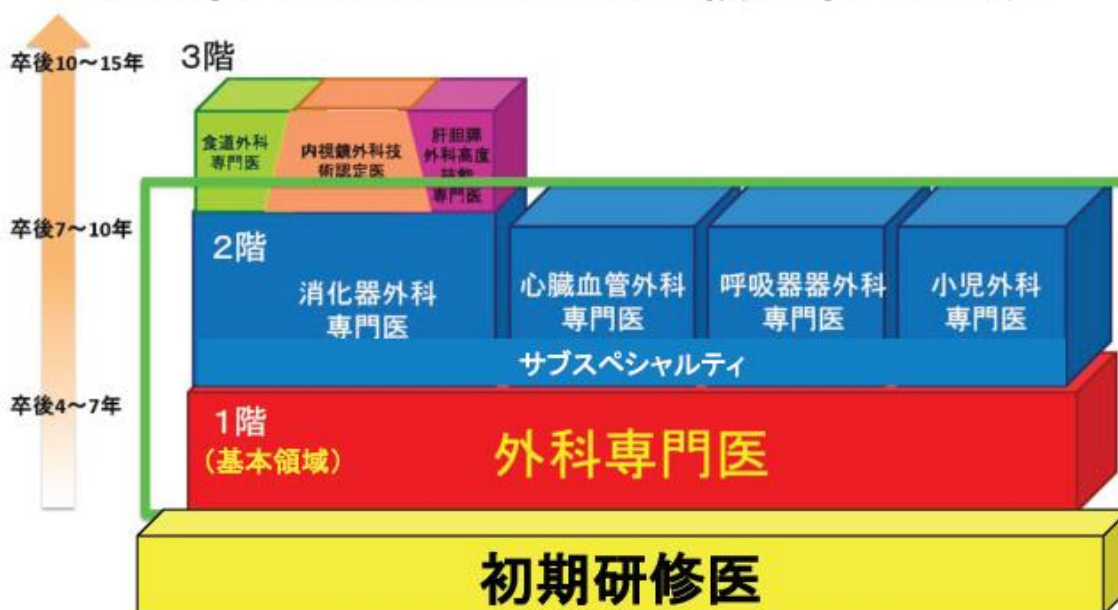 卒後10～15年
3階
食道外科
専門医
内視鏡外科技
術認定医
肝胆膵
外科高度
技能
専門医
卒後7～10年
2階
消化器外科
専門医
心臓血管外科
専門医
呼吸器器外科
専門医
小児外科
専門医
サブスペシャルティ
卒後4～7年
1階
（基本領域）
外科専門医
初期研修医